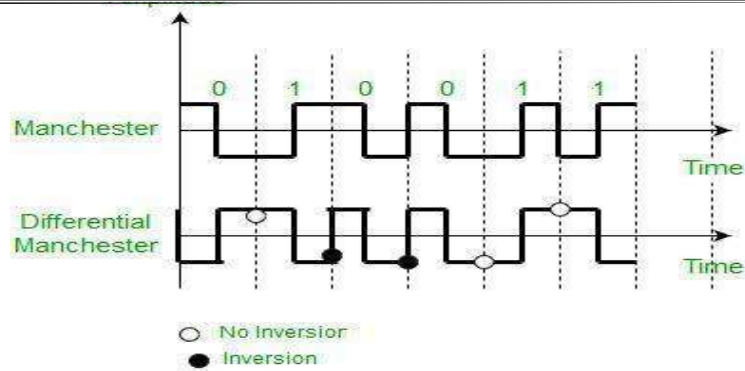 0 1 0 0 1 1
Manchester
Time
Differential
Manchester
Time
No Inversion
Inversion